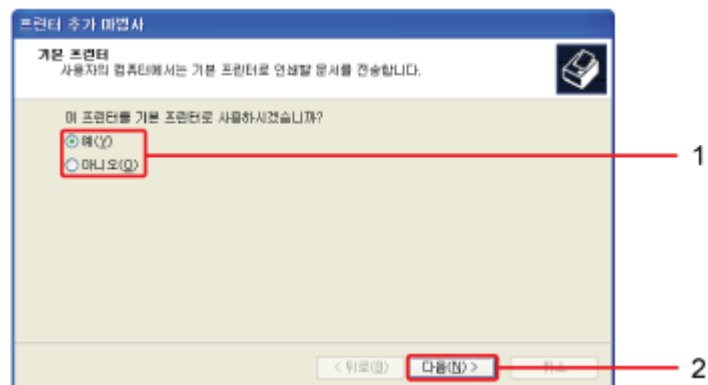 프린터 추가 마법사
기본 프린터
사용자의 컴퓨터에서는 기본 프린터로 인쇄할 문서를 전송합니다.
이 프린터를 기본 프린터로 사용하시겠습니까?
예(Y)
아니오(O)
1
< 뒤로(B) 다음(N) > 취소
2